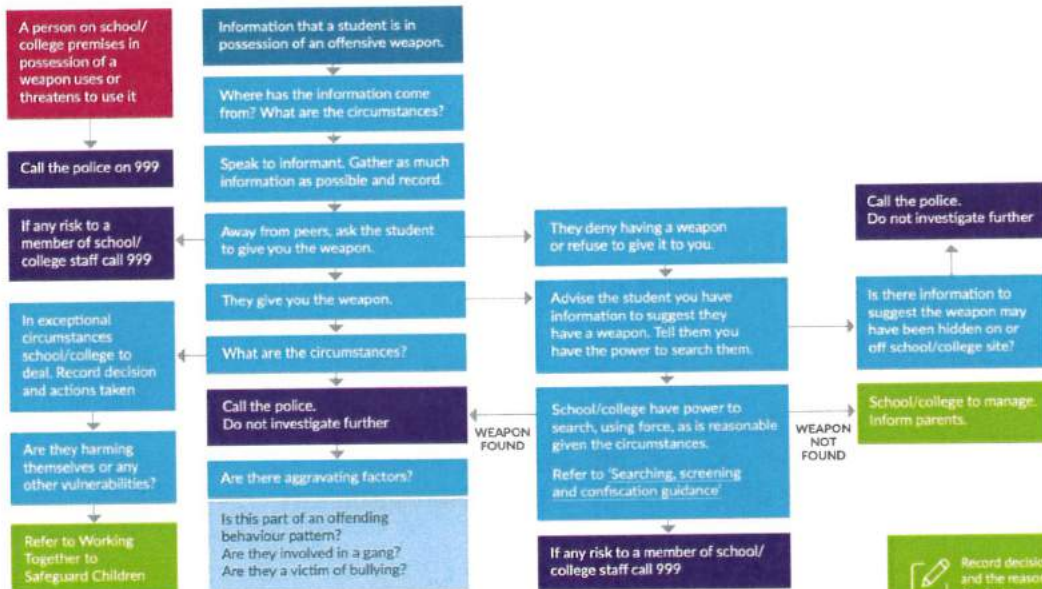 A person on school/
college premises in
possession of a
weapon uses or
threatens to use it
Call the police on 999
If any risk to a
member of school/
college staff call 999
In exceptional
circumstances
school/college to
deal. Record decision
and actions taken
Are they harming
themselves or any
other vulnerabilities?
Refer to Working
Together to
Safeguard Children
Information that a student is in
possession of an offensive weapon.
Where has the information come
from? What are the circumstances?
Speak to informant. Gather as much
information as possible and record.
Away from peers, ask the student
to give you the weapon.
They give you the weapon.
What are the circumstances?
Call the police.
Do not investigate further
Are there aggravating factors?
Is this part of an offending
behaviour pattern?
Are they involved in a gang?
Are they a victim of bullying?
They deny having a weapon
or refuse to give it to you.
Advise the student you have
information to suggest they
have a weapon. Tell them you
have the power to search them.
WEAPON
FOUND
School/college have power to
search, using force, as is reasonable
given the circumstances.
Refer to 'Searching, screening
and confiscation guidance'
If any risk to a member of school/
college staff call 999
WEAPON
NOT
FOUND
Call the police.
Do not investigate further
Is there information to
suggest the weapon may
have been hidden on or
off school/college site?
School/college to manage.
Inform parents.
Record decisio
and the reaso